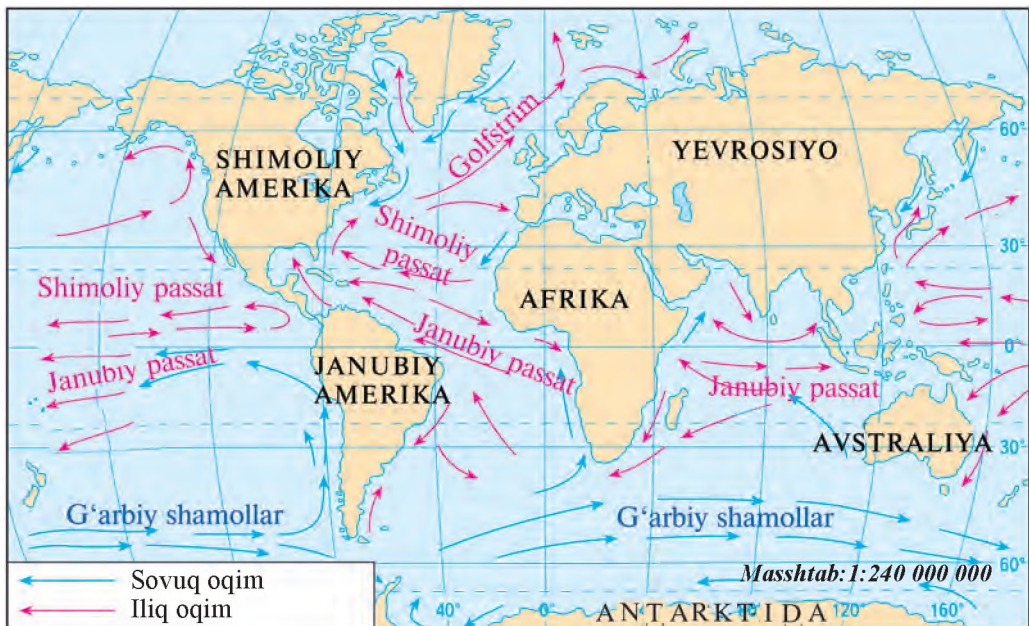 60°
SHIMOLIY
AMERIKA
YEVROSIYO
Golfstrim
Shimoliy
passat
30°
Shimoliy passat
AFRIKA
Janubiy passat
0°
Janubiy passat
JANUBIY
AMERIKA
Janubiy passat
AVSTRALIYA
30°
G‘arbiy shamollar
G‘arbiy shamollar
60°
Masshtab:1:240 000 000
Sovuq oqim
Iliq oqim
40° 0° 40° 80° 120° 160°
ANTARKTIDA